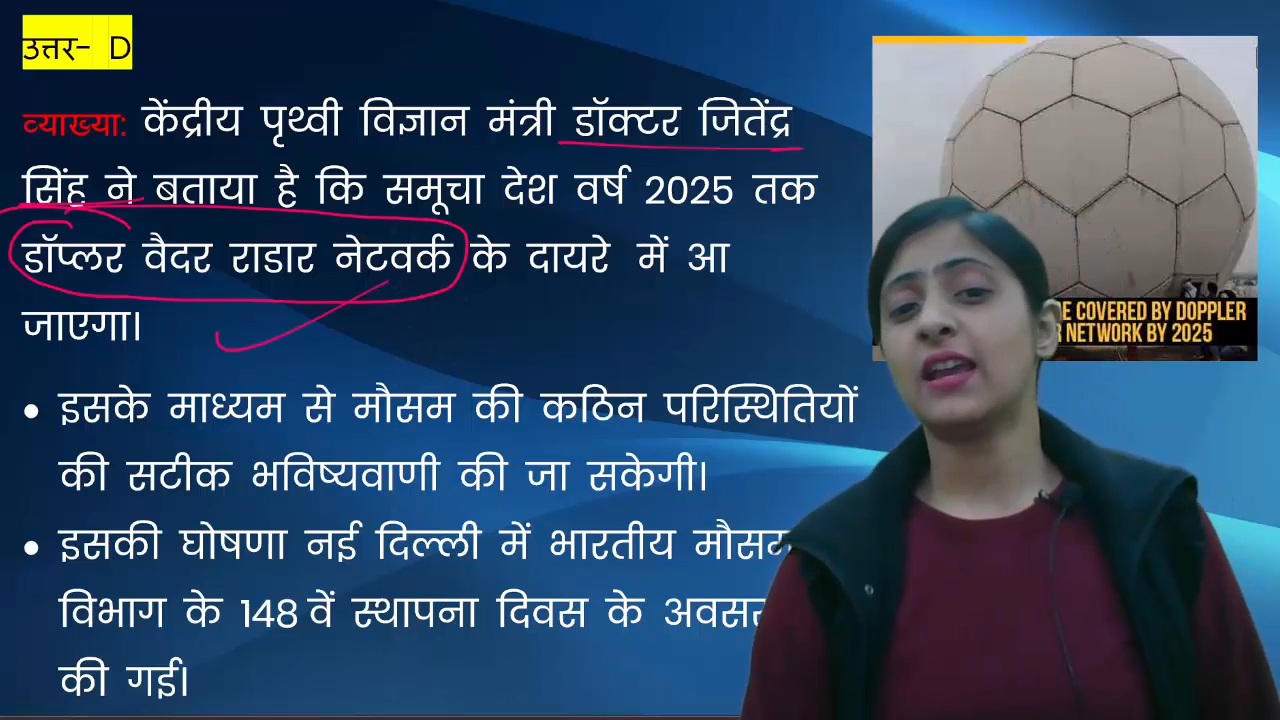 उत्तर- D
व्याख्या: केंद्रीय पृथ्वी विज्ञान मंत्री डॉक्टर जितेंद्र
सिंह ने बताया है कि समूचा देश वर्ष 2025 तक
डॉप्लर वैदर राडार नेटवर्क के दायरे में आ
जाएगा।
• इसके माध्यम से मौसम की कठिन परिस्थितियों
की सटीक भविष्यवाणी की जा सकेगी।
• इसकी घोषणा नई दिल्ली में भारतीय मौसम
विभाग के 148 वें स्थापना दिवस के
की गई।
COVERED BY DOPPLER
NETWORK BY 2025